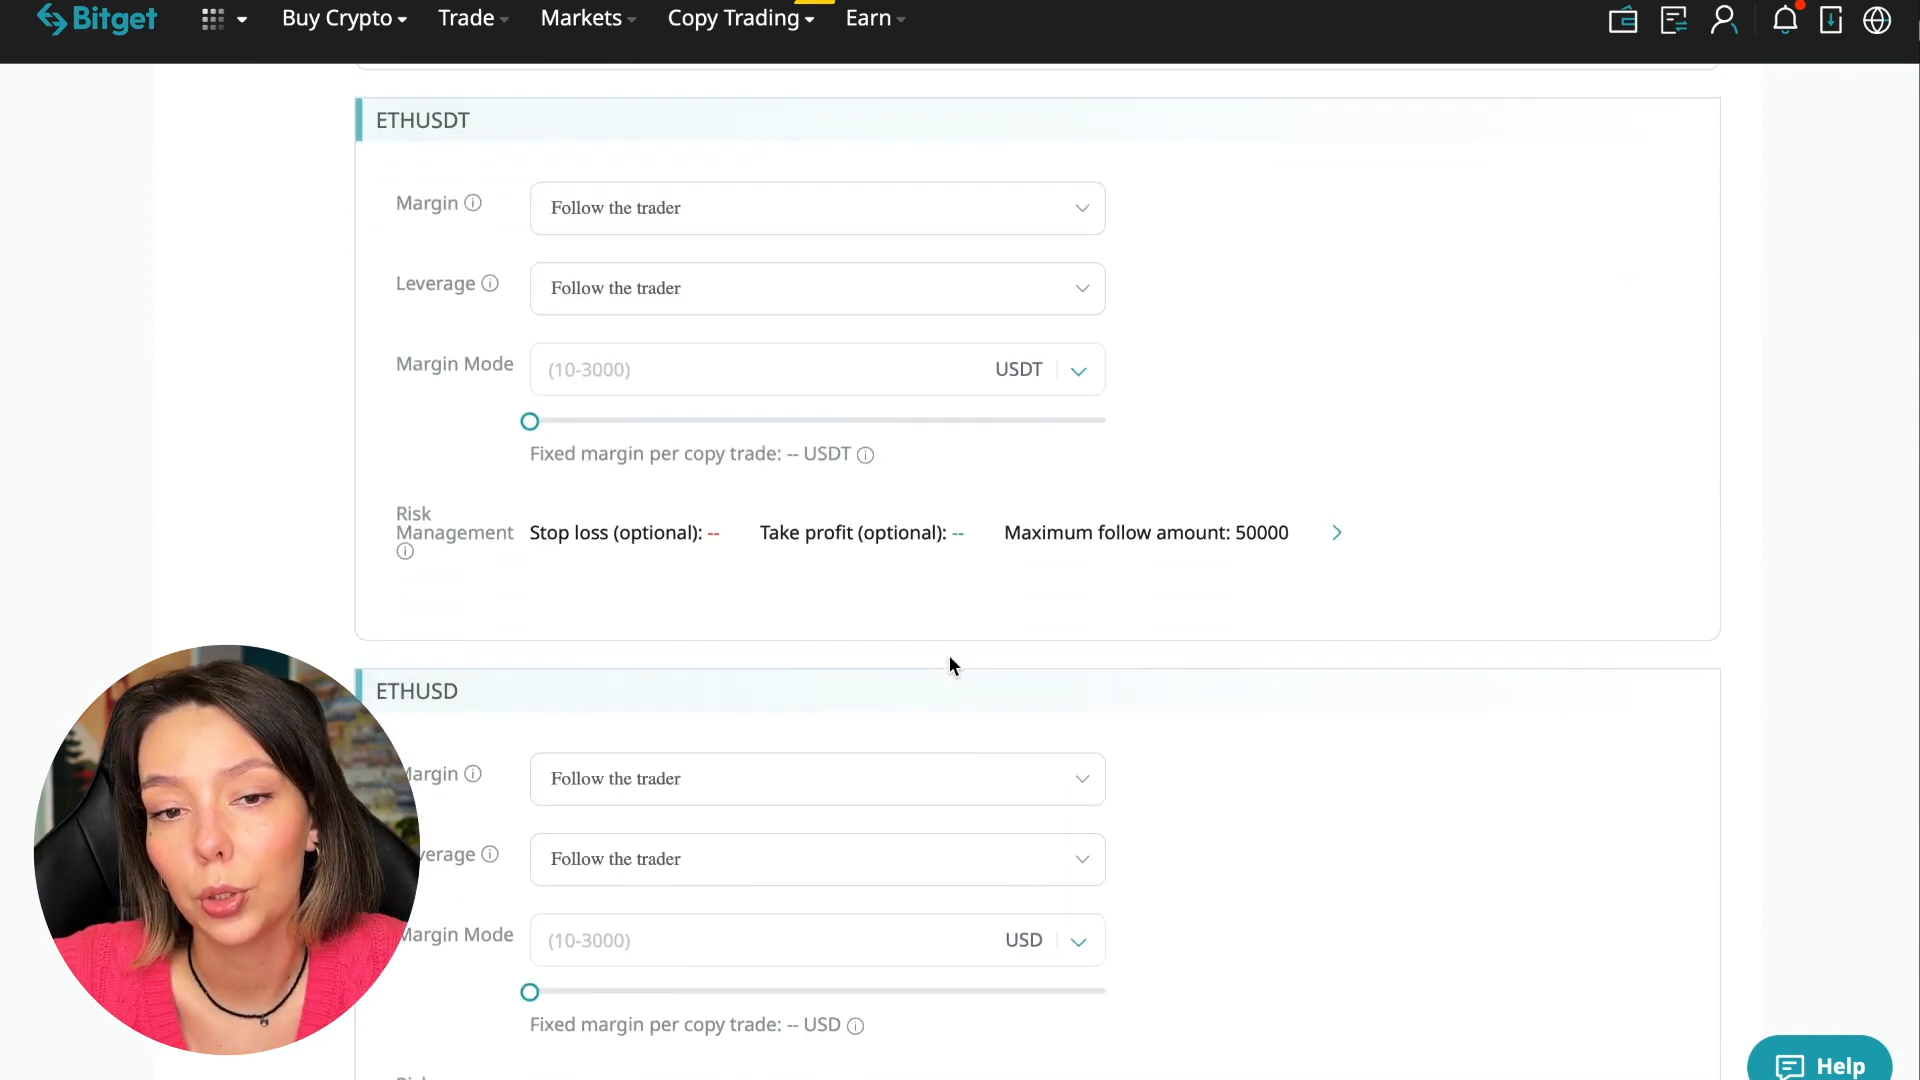 Bitget
Buy Crypto Trade Markets Copy Trading Earn
ETHUSDT
Margin Follow the trader
Leverage Follow the trader
Margin Mode (10-3000) USDT
Fixed margin per copy trade: -- USDT
Risk Management Stop loss (optional): -- Take profit (optional): -- Maximum follow amount: 50000
ETHUSD
Margin Follow the trader
verage Follow the trader
Margin Mode (10-3000) USD
Fixed margin per copy trade: -- USD
Help